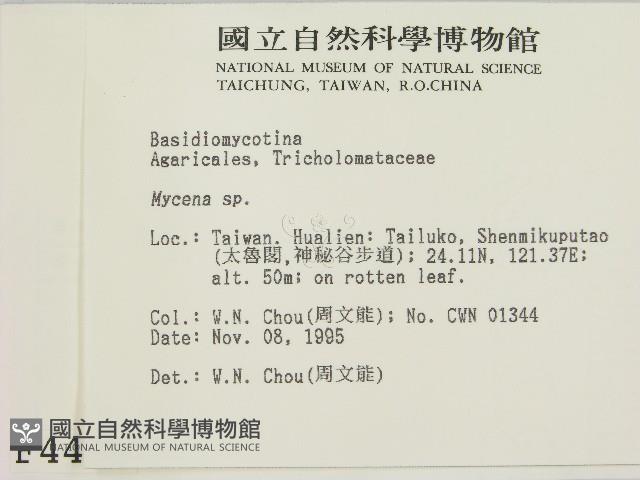 國立自然科學博物館
NATIONAL MUSEUM OF NATURAL SCIENCE
TAICHUNG, TAIWAN, R.O.CHINA
Basidiomycotina
Agaricales, Tricholomataceae
Mycena sp.
Loc.: Taiwan. Hualien: Tailuko, Shenmikuputao
(太魯閣,神秘谷步道); 24.11N, 121.37E;
alt. 50m; on rotten leaf.
Col.: W.N. Chou(周文能); No. CWN 01344
Date: Nov. 08, 1995
Det.: W.N. Chou(周文能)
國立自然科學博物館
NATIONAL MUSEUM OF NATURAL SCIENCE
F44